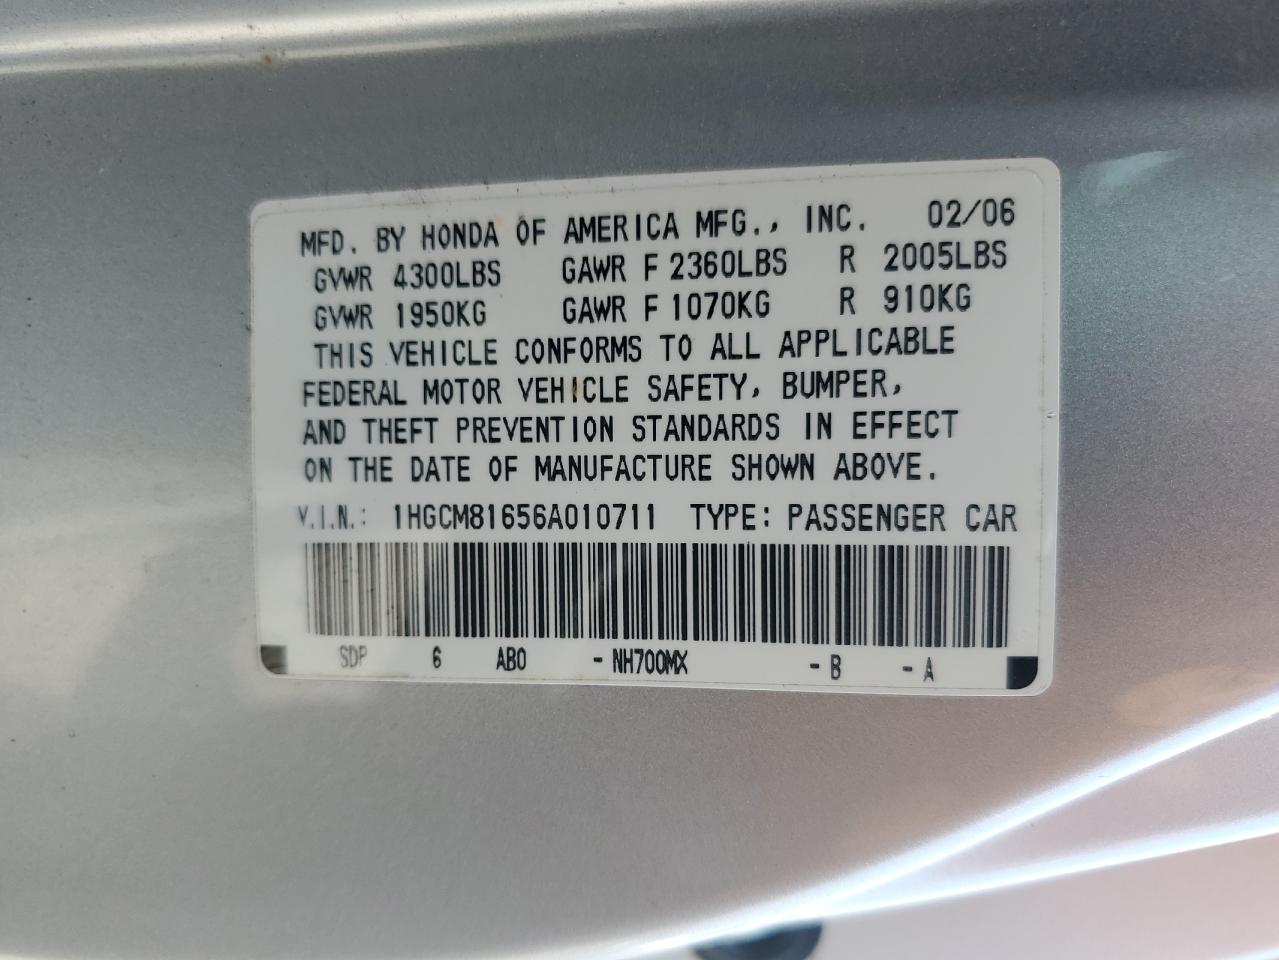 MFD. BY HONDA OF AMERICA MFG., INC. 02/06
GVWR 4300LBS GAWR F 2360LBS R 2005LBS
GVWR 1950KG GAWR F 1070KG R 910KG
THIS VEHICLE CONFORMS TO ALL APPLICABLE
FEDERAL MOTOR VEHICLE SAFETY, BUMPER,
AND THEFT PREVENTION STANDARDS IN EFFECT
ON THE DATE OF MANUFACTURE SHOWN ABOVE.
V.I.N.: 1HGCM81656A010711 TYPE: PASSENGER CAR
SDP 6 AB0 -NH700MX -B -A